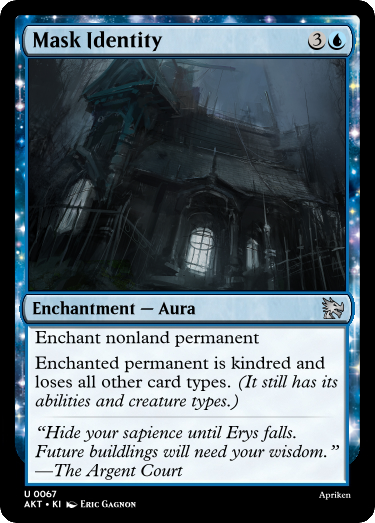 Mask Identity 3
Enchantment — Aura
Enchant nonland permanent
Enchanted permanent is kindred and
loses all other card types. (It still has its
abilities and creature types.)
“Hide your sapience until Erys falls.
Future buildlings will need your wisdom.”
—The Argent Court
U 0067
AKT • KI Eric Gagnon
Apriken